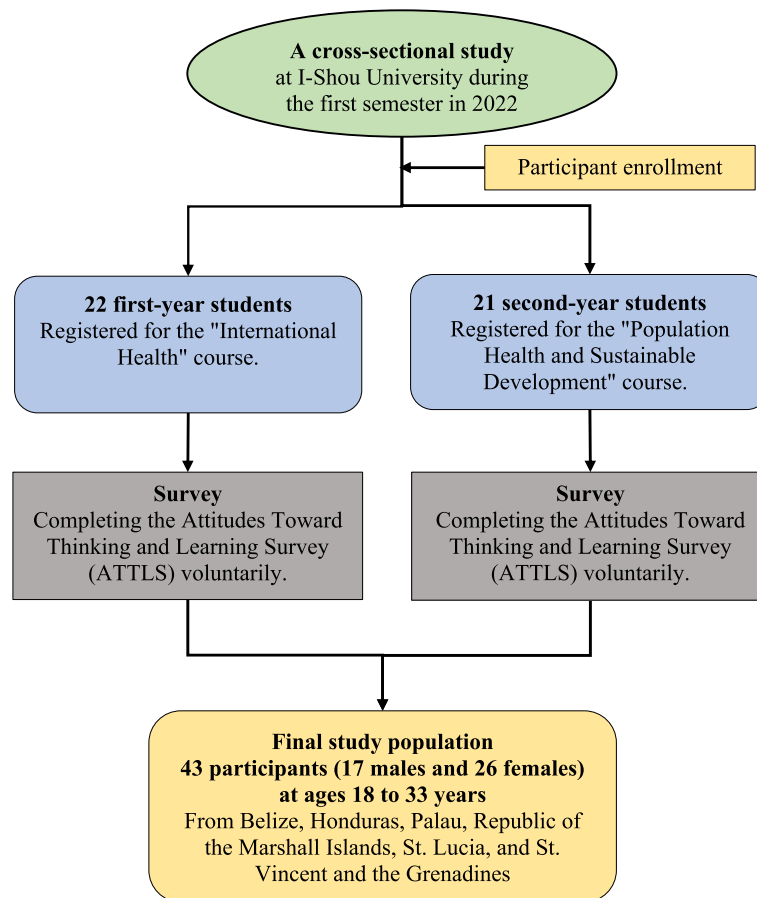 A cross-sectional study
at I-Shou University during
the first semester in 2022
Participant enrollment
22 first-year students
Registered for the "International
Health" course.
21 second-year students
Registered for the "Population
Health and Sustainable
Development" course.
Survey
Completing the Attitudes Toward
Thinking and Learning Survey
(ATTLS) voluntarily.
Survey
Completing the Attitudes Toward
Thinking and Learning Survey
(ATTLS) voluntarily.
Final study population
43 participants (17 males and 26 females)
at ages 18 to 33 years
From Belize, Honduras, Palau, Republic of
the Marshall Islands, St. Lucia, and St.
Vincent and the Grenadines